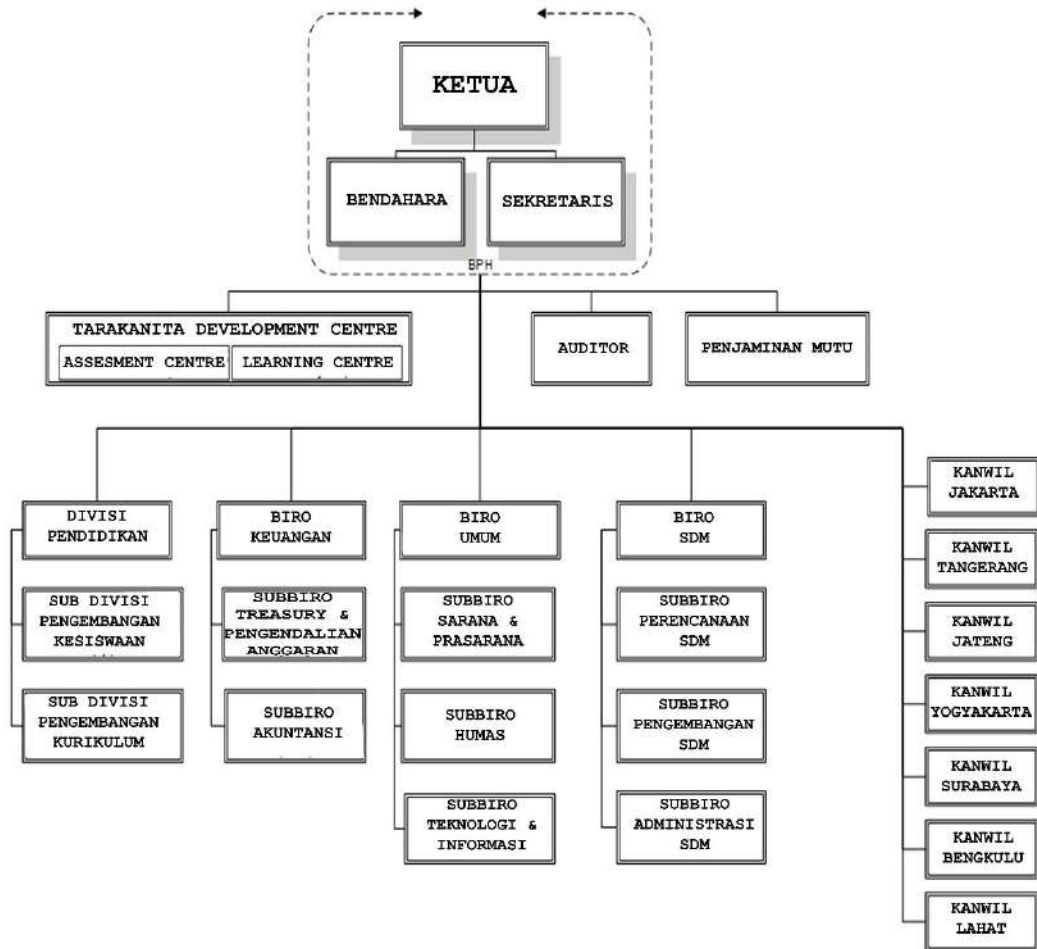 KETUA
BENDAHARA
SEKRETARIS
BPH
TARAKANITA DEVELOPMENT CENTRE
ASSESMENT CENTRE
LEARNING CENTRE
AUDITOR
PENJAMINAN MUTU
DIVISI
PENDIDIKAN
SUB DIVISI
PENGEMBANGAN
KESISWAAN
SUB DIVISI
PENGEMBANGAN
KURIKULUM
BIRO
KEUANGAN
SUBBIRO
TREASURY &
PENGENDALIAN
ANGGARAN
SUBBIRO
AKUNTANSI
BIRO
UMUM
SUBBIRO
SARANA &
PRASARANA
SUBBIRO
HUMAS
SUBBIRO
TEKNOLOGI &
INFORMASI
BIRO
SDM
SUBBIRO
PERENCANAAN
SDM
SUBBIRO
PENGEMBANGAN
SDM
SUBBIRO
ADMINISTRASI
SDM
KANWIL
JAKARTA
KANWIL
TANGERANG
KANWIL
JATENG
KANWIL
YOGYAKARTA
KANWIL
SURABAYA
KANWIL
BENGKULU
KANWIL
LAHAT